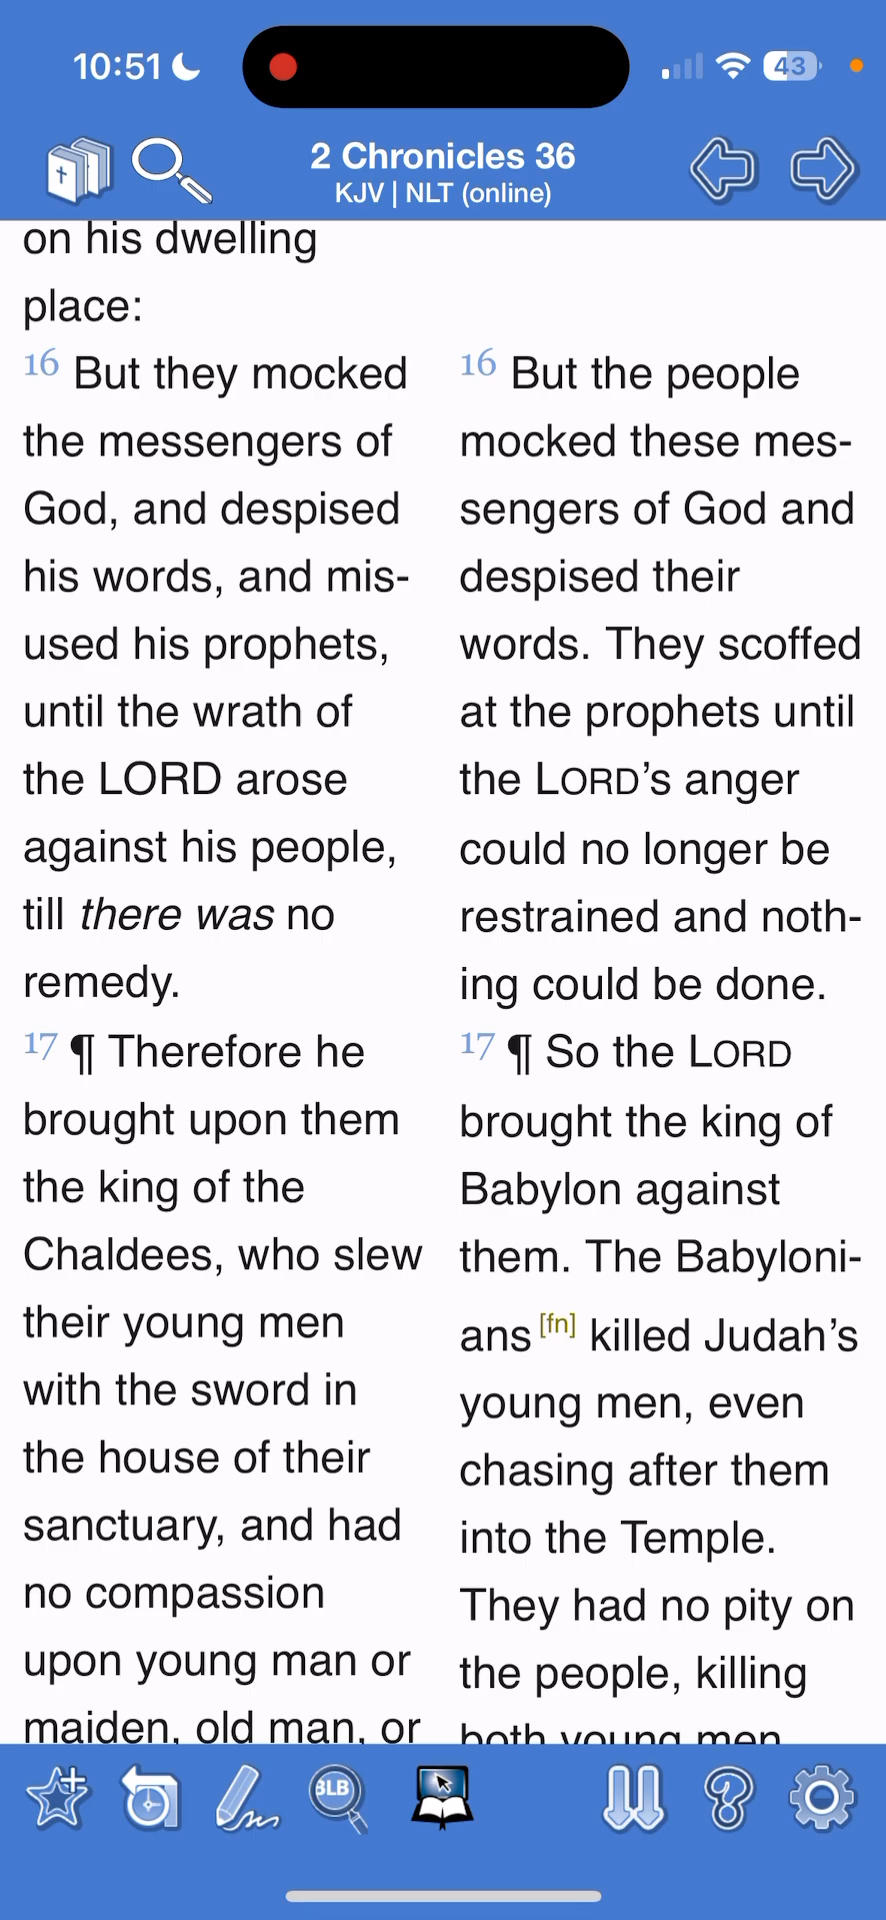 10:51
43
2 Chronicles 36
KJV | NLT (online)
on his dwelling
place:
16 But they mocked
the messengers of
God, and despised
his words, and mis-
used his prophets,
until the wrath of
the LORD arose
against his people,
till there was no
remedy.
17 ¶ Therefore he
brought upon them
the king of the
Chaldees, who slew
their young men
with the sword in
the house of their
sanctuary, and had
no compassion
upon young man or
maiden, old man, or
16 But the people
mocked these mes-
sengers of God and
despised their
words. They scoffed
at the prophets until
the LORD’s anger
could no longer be
restrained and noth-
ing could be done.
17 ¶ So the LORD
brought the king of
Babylon against
them. The Babyloni-
ans [fn] killed Judah’s
young men, even
chasing after them
into the Temple.
They had no pity on
the people, killing
both young men
BLB